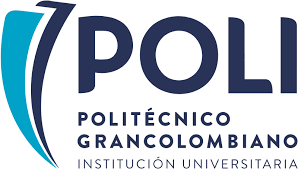 POLI
POLITÉCNICO
GRANCOLOMBIANO
INSTITUCIÓN UNIVERSITARIA